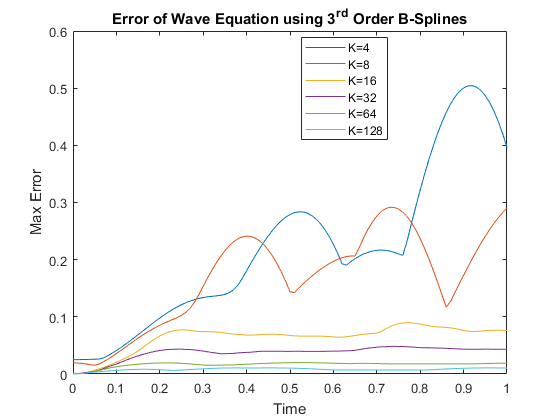 Error of Wave Equation using 3rd Order B-Splines
K=4
K=8
K=16
K=32
K=64
K=128
Max Error
0.6
0.5
0.4
0.3
0.2
0.1
0
0 0.1 0.2 0.3 0.4 0.5 0.6 0.7 0.8 0.9 1
Time